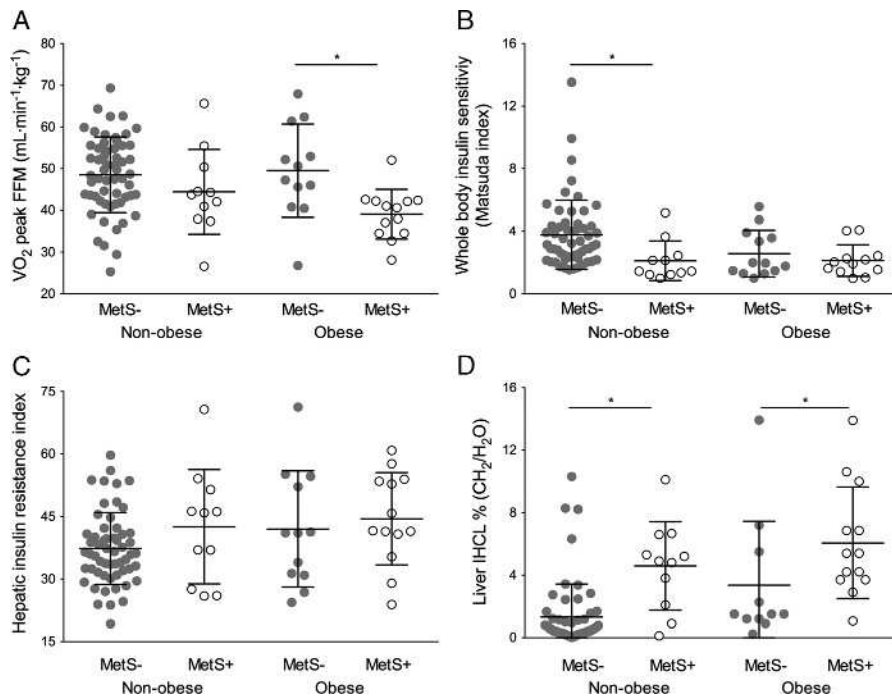 A
VO2 peak FFM (mL·min-1·kg-1)
80
70
60
50
40
30
20
*
MetS- MetS+ MetS- MetS+
Non-obese Obese
B
Whole body insulin sensitiviy
(Matsuda index)
16
12
8
4
0
*
MetS- MetS+ MetS- MetS+
Non-obese Obese
C
Hepatic insulin resistance index
75
60
45
30
15
MetS- MetS+ MetS- MetS+
Non-obese Obese
D
Liver IHCL % (CH2/H2O)
16
12
8
4
0
* *
MetS- MetS+ MetS- MetS+
Non-obese Obese